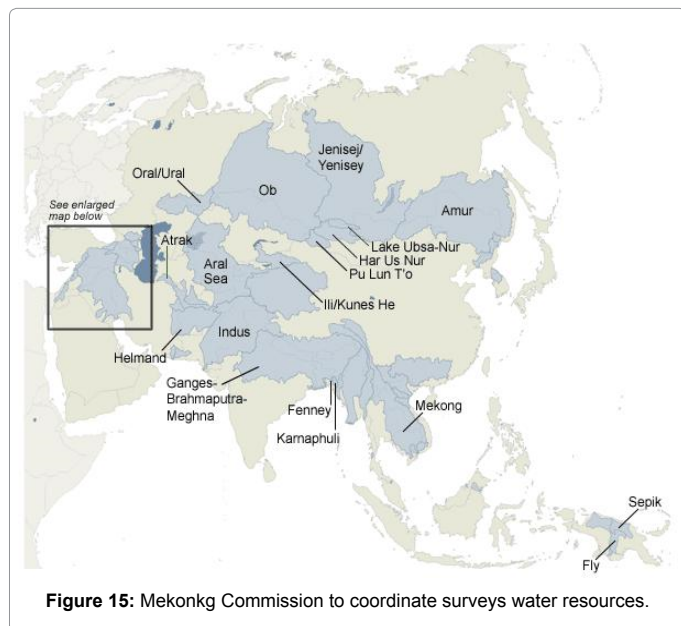 Jenisej/
Yenisey
Oral/Ural
Ob
Amur
See enlarged
map below
Atrak
Lake Ubsa-Nur
Har Us Nur
Pu Lun T'o
Aral
Sea
Ili/Kunes He
Indus
Helmand
Ganges-
Brahmaputra-
Meghna
Fenney
Karnaphuli
Mekong
Sepik
Fly
Figure 15: Mekonkg Commission to coordinate surveys water resources.